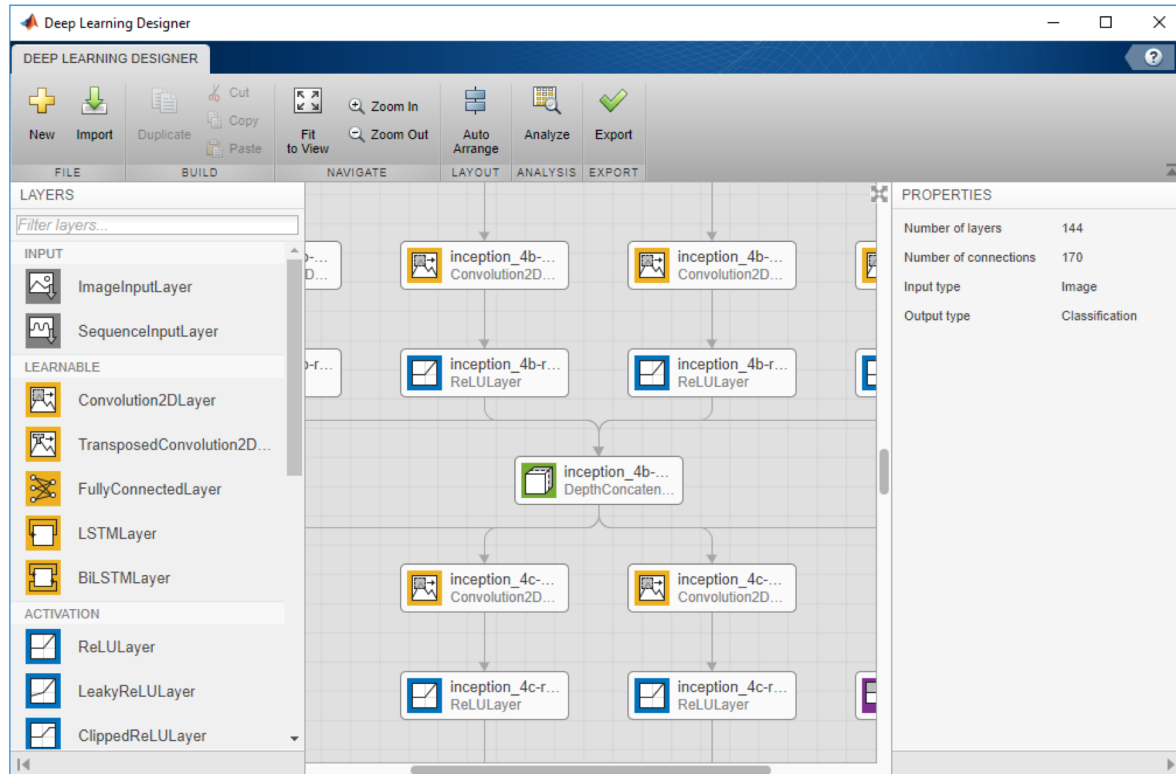 Deep Learning Designer
DEEP LEARNING DESIGNER
?
New
Import
Duplicate
Cut
Copy
Paste
Fit
to View
Zoom In
Zoom Out
Auto
Arrange
Analyze
Export
FILE
BUILD
NAVIGATE
LAYOUT
ANALYSIS
EXPORT
LAYERS
Filter layers...
INPUT
ImageInputLayer
SequenceInputLayer
LEARNABLE
Convolution2DLayer
TransposedConvolution2D...
FullyConnectedLayer
LSTMLayer
BiLSTMLayer
ACTIVATION
ReLULayer
LeakyReLULayer
ClippedReLULayer
inception_4b-...
Convolution2D...
inception_4b-...
Convolution2D...
inception_4b-r...
ReLULayer
inception_4b-r...
ReLULayer
inception_4b-...
DepthConcaten...
inception_4c-...
Convolution2D...
inception_4c-...
Convolution2D...
inception_4c-r...
ReLULayer
inception_4c-r...
ReLULayer
PROPERTIES
Number of layers 144
Number of connections 170
Input type Image
Output type Classification